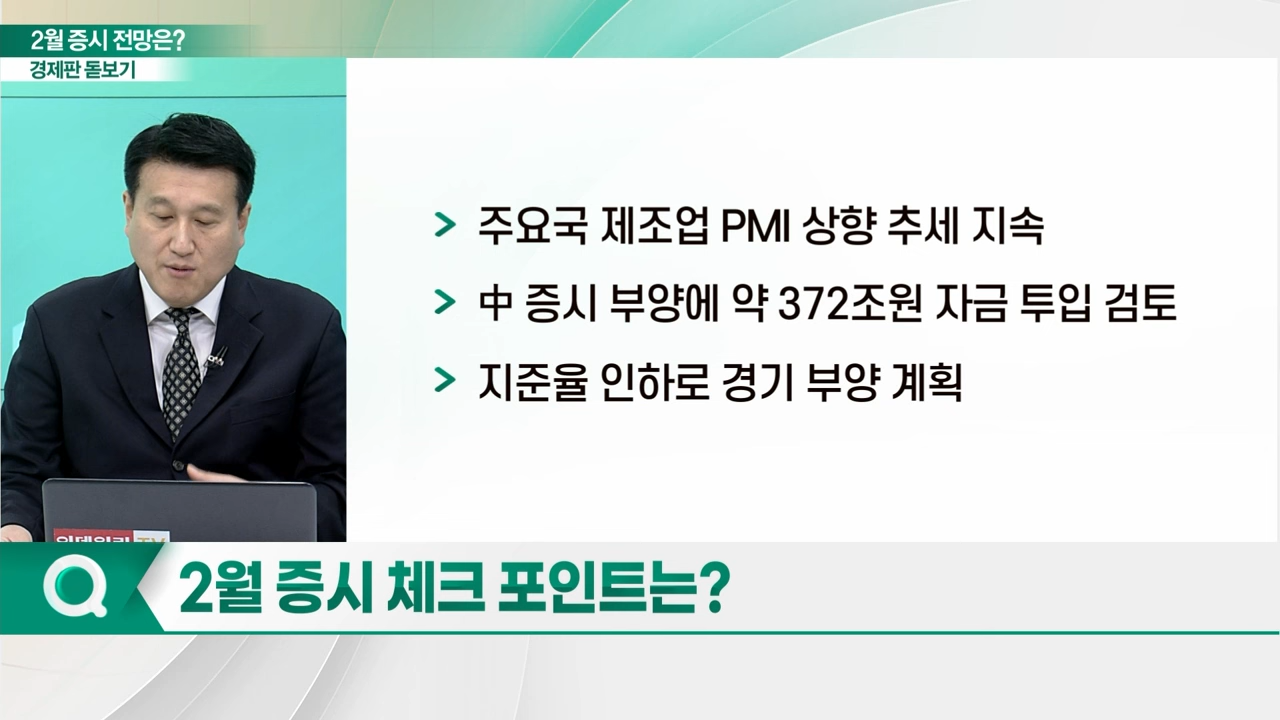 2월 증시 전망은?
경제판 돋보기
> 주요국 제조업 PMI 상향 추세 지속
> 中 증시 부양에 약 372조원 자금 투입 검토
> 지준율 인하로 경기 부양 계획
Q 2월 증시 체크 포인트는?